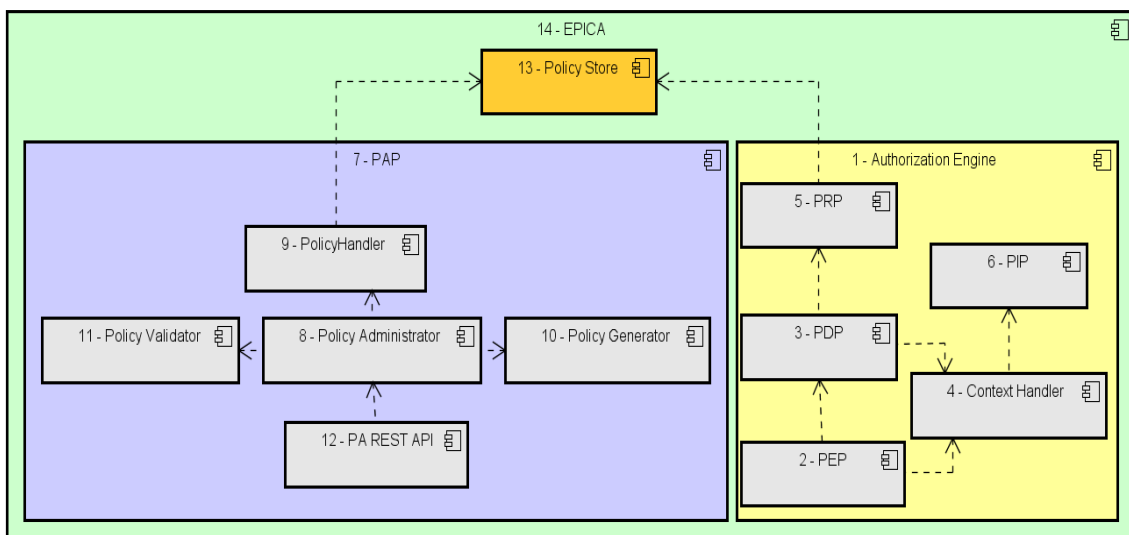 14 - EPICA
13 - Policy Store
7 - PAP
1 - Authorization Engine
5 - PRP
9 - PolicyHandler
6 - PIP
11 - Policy Validator
8 - Policy Administrator
10 - Policy Generator
3 - PDP
4 - Context Handler
12 - PA REST API
2 - PEP